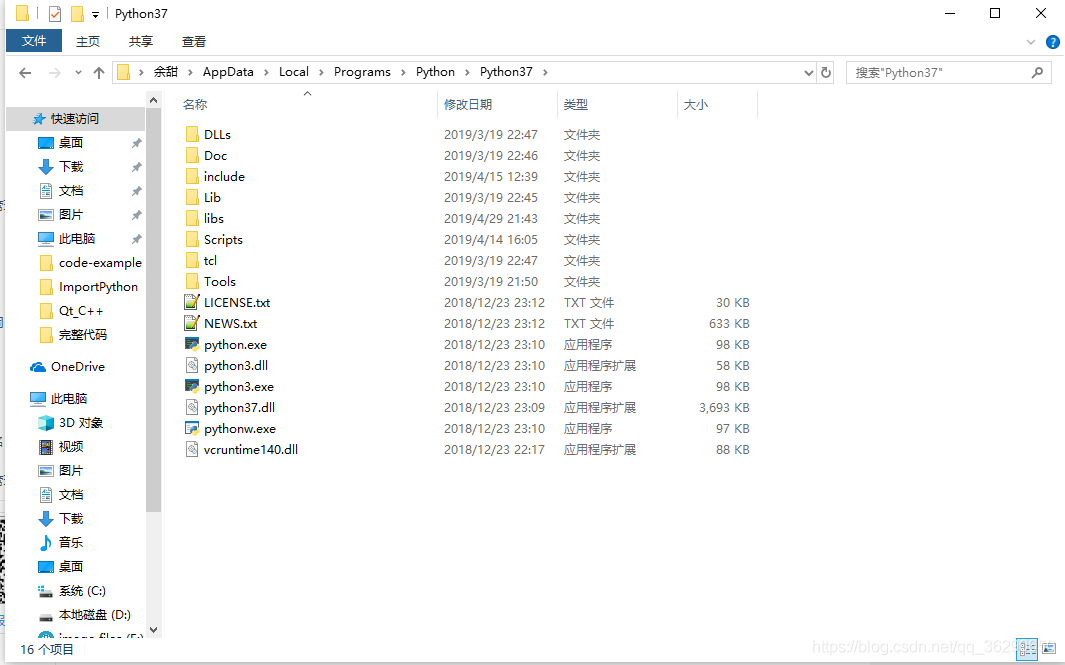 Python37
文件 主页 共享 查看
余甜 AppData Local Programs Python Python37 搜索"Python37"
名称 修改日期 类型 大小
快速访问
桌面
下载
文档
图片
此电脑
code-example
ImportPython
Qt_C++
完整代码
OneDrive
此电脑
3D 对象
视频
图片
文档
下载
音乐
桌面
系统 (C:)
本地磁盘 (D:)
DLLs 2019/3/19 22:47 文件夹
Doc 2019/3/19 22:46 文件夹
include 2019/4/15 12:39 文件夹
Lib 2019/3/19 22:45 文件夹
libs 2019/4/29 21:43 文件夹
Scripts 2019/4/14 16:05 文件夹
tcl 2019/3/19 22:47 文件夹
Tools 2019/3/19 21:50 文件夹
LICENSE.txt 2018/12/23 23:12 TXT 文件 30 KB
NEWS.txt 2018/12/23 23:12 TXT 文件 633 KB
python.exe 2018/12/23 23:10 应用程序 98 KB
python3.dll 2018/12/23 23:10 应用程序扩展 58 KB
python3.exe 2018/12/23 23:10 应用程序 98 KB
python37.dll 2018/12/23 23:09 应用程序扩展 3,693 KB
pythonw.exe 2018/12/23 23:10 应用程序 97 KB
vcruntime140.dll 2018/12/23 22:17 应用程序扩展 88 KB
16 个项目